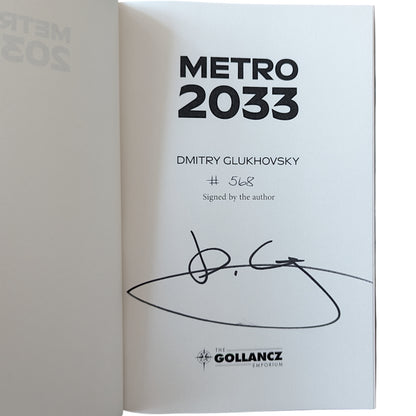 METRO
2033
DMITRY GLUKHOVSKY
# 568
Signed by the author
THE
GOLLANCZ
EMPORIUM